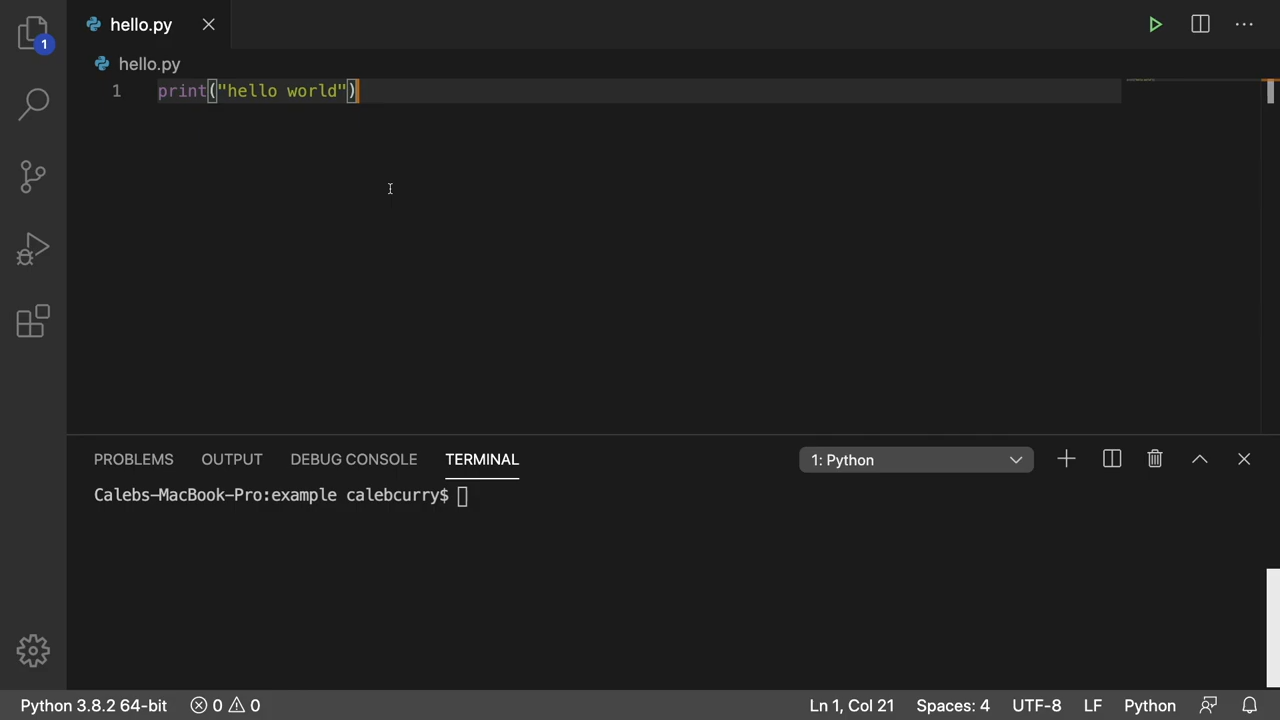 hello.py
hello.py
1 print("hello world")
1
PROBLEMS OUTPUT DEBUG CONSOLE TERMINAL 1: Python
Calebs-MacBook-Pro:example calebcurry$
Python 3.8.2 64-bit 0 0 Ln 1, Col 21 Spaces: 4 UTF-8 LF Python